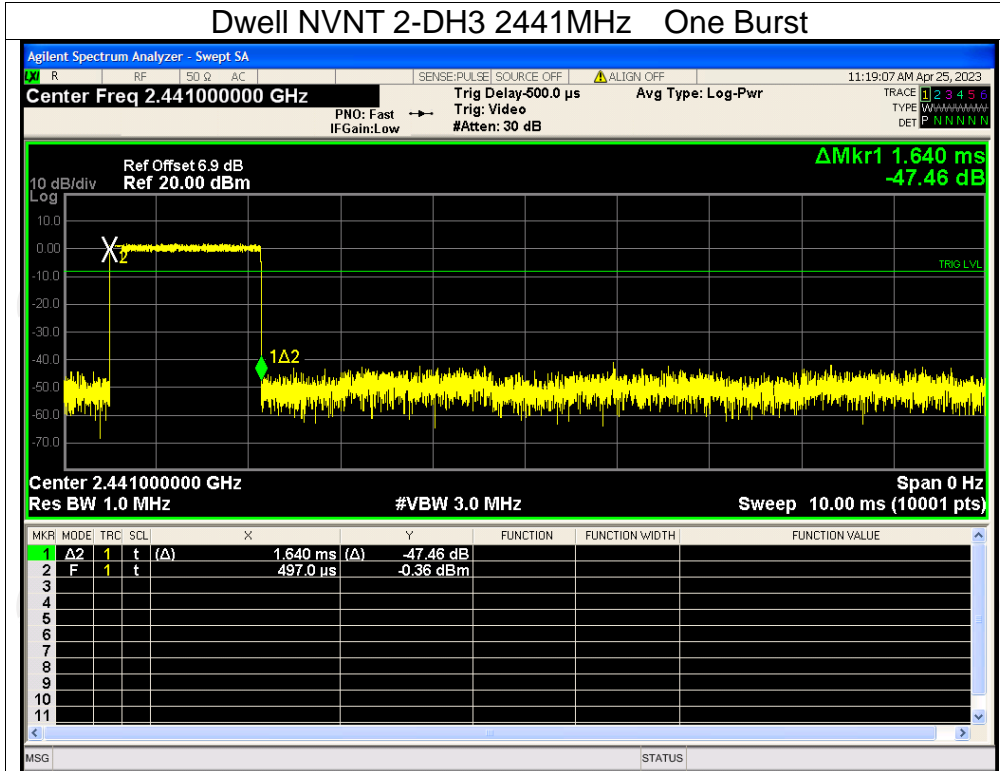 Dwell NVNT 2-DH3 2441MHz One Burst
Agilent Spectrum Analyzer - Swept SA
LXI R RF 50 Ω AC SENSE:PULSE SOURCE OFF ALIGN OFF 11:19:07 AM Apr 25, 2023
Center Freq 2.441000000 GHz Trig Delay-500.0 µs Avg Type: Log-Pwr TRACE 1 2 3 4 5 6
PNO: Fast Trig: Video TYPE WWWWWW
IFGain:Low #Atten: 30 dB DET P N N N N N
ΔMkr1 1.640 ms
-47.46 dB
Ref Offset 6.9 dB
10 dB/div Ref 20.00 dBm
Log
10.0
0.00
2
TRIG LVL
-10.0
-20.0
-30.0
-40.0
1Δ2
-50.0
-60.0
-70.0
Center 2.441000000 GHz Span 0 Hz
Res BW 1.0 MHz #VBW 3.0 MHz Sweep 10.00 ms (10001 pts)
MKR MODE TRC SCL X Y FUNCTION FUNCTION WIDTH FUNCTION VALUE
1 Δ2 1 t (Δ) 1.640 ms (Δ) -47.46 dB
2 F 1 t 497.0 µs -0.36 dBm
3
4
5
6
7
8
9
10
11
MSG STATUS